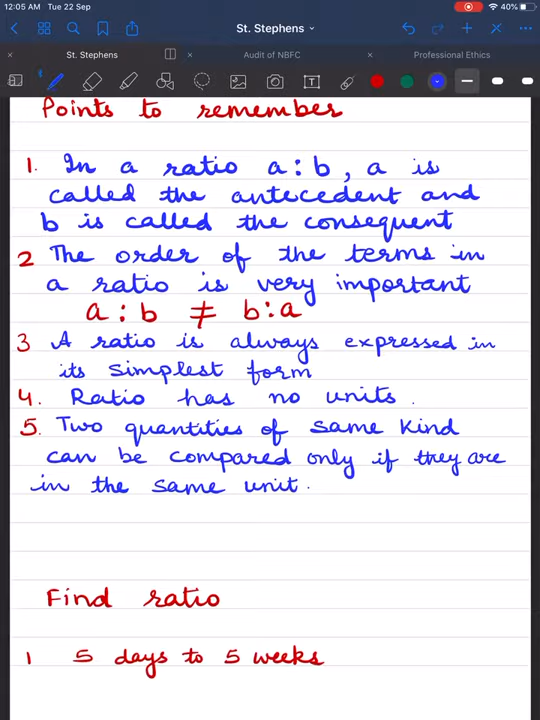 12:05 AM Tue 22 Sep
40%
St. Stephens
St. Stephens
Audit of NBFC
Professional Ethics
Points to remember
1. In a ratio a:b, a is
called the antecedent and
b is called the consequent
2 The order of the terms in
a ratio is very important
a : b ≠ b:a
3 A ratio is always expressed in
its simplest form
4. Ratio has no units.
5. Two quantities of same kind
can be compared only if they are
in the same unit.
Find ratio
1 5 days to 5 weeks